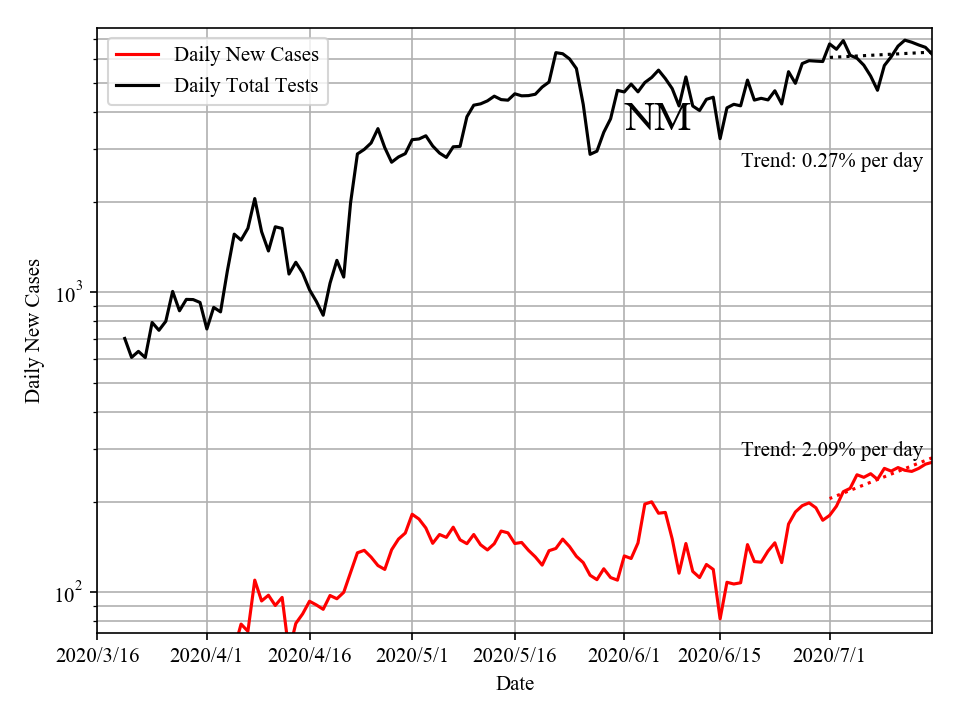 Daily New Cases
Daily Total Tests
NM
Trend: 0.27% per day
Trend: 2.09% per day
Daily New Cases
10³
10²
2020/3/16 2020/4/1 2020/4/16 2020/5/1 2020/5/16 2020/6/1 2020/6/15 2020/7/1
Date